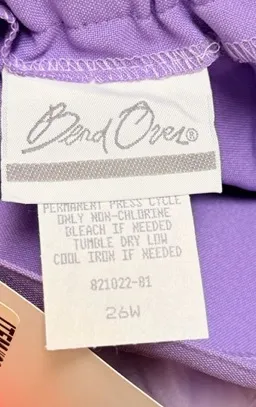 Bend Over®
PERMANENT PRESS CYCLE
ONLY NON-CHLORINE
BLEACH IF NEEDED
TUMBLE DRY LOW
COOL IRON IF NEEDED
821022-01
26W
ITEM